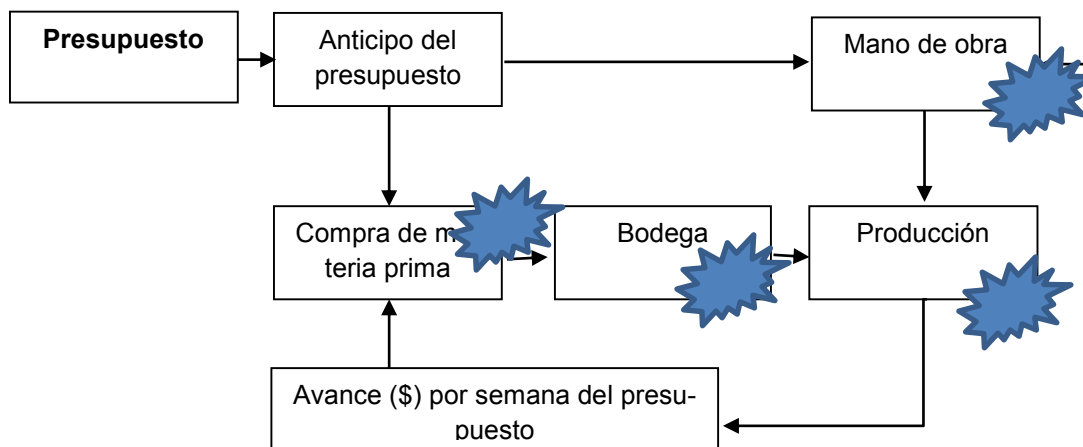 Presupuesto
Anticipo del
presupuesto
Mano de obra
Compra de m
teria prima
Bodega
Producción
Avance ($) por semana del presu-
puesto